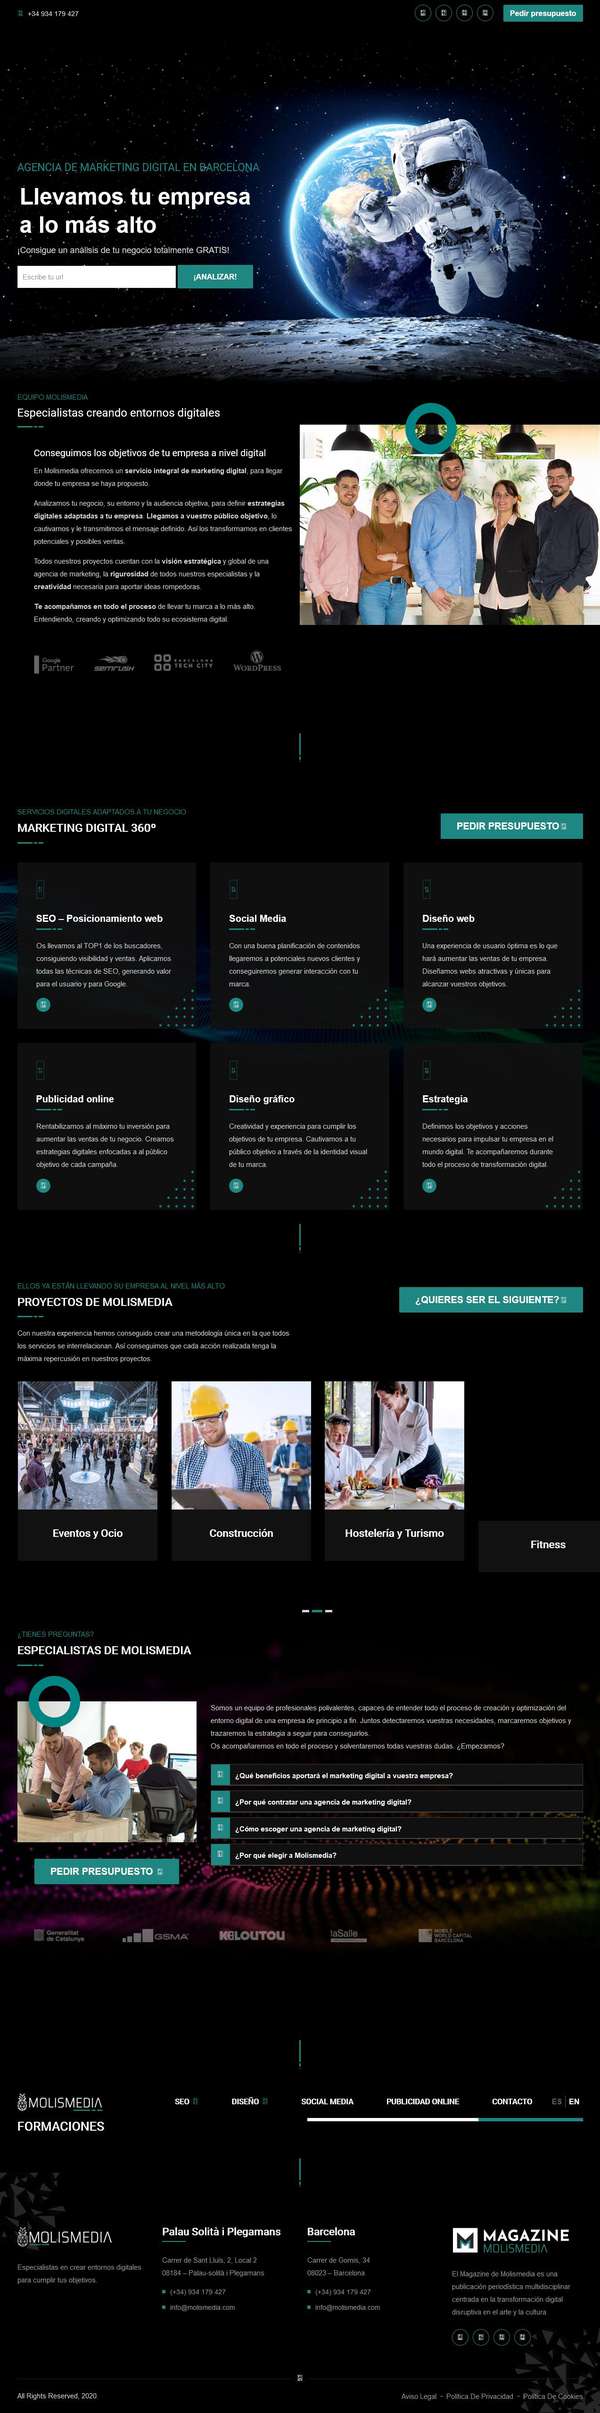 +34 934 179 427
Pedir presupuesto
AGENCIA DE MARKETING DIGITAL EN BARCELONA
Llevamos tu empresa
a lo más alto
¡Consigue un análisis de tu negocio totalmente GRATIS!
Escribe tu url
¡ANALIZAR!
EQUIPO MOLISMEDIA
Especialistas creando entornos digitales
Conseguimos los objetivos de tu empresa a nivel digital
En Molismedia ofrecemos un servicio integral de marketing digital, para llegar
donde tu empresa se haya propuesto.
Analizamos tu negocio, su entorno y la audiencia objetiva, para definir estrategias
digitales adaptadas a tu empresa. Llegamos a vuestro público objetivo, lo
cautivamos y le transmitimos el mensaje definido. Así los transformamos en clientes
potenciales y posibles ventas.
Todos nuestros proyectos cuentan con la visión estratégica y global de una
agencia de marketing, la rigurosidad de todos nuestros especialistas y la
creatividad necesaria para aportar ideas rompedoras.
Te acompañamos en todo el proceso de llevar tu marca a lo más alto.
Entendiendo, creando y optimizando todo su ecosistema digital.
Google Partner
SEMRUSH
BARCELONA TECH CITY
WORDPRESS
SERVICIOS DIGITALES ADAPTADOS A TU NEGOCIO
MARKETING DIGITAL 360º
PEDIR PRESUPUESTO
SEO – Posicionamiento web
Os llevamos al TOP1 de los buscadores,
consiguiendo visibilidad y ventas. Aplicamos
todas las técnicas de SEO, generando valor
para el usuario y para Google.
Social Media
Con una buena planificación de contenidos
llegaremos a potenciales nuevos clientes y
conseguiremos generar interacción con tu
marca.
Diseño web
Una experiencia de usuario óptima es lo que
hará aumentar las ventas de tu empresa.
Diseñamos webs atractivas y únicas para
alcanzar vuestros objetivos.
Publicidad online
Rentabilizamos al máximo tu inversión para
aumentar las ventas de tu negocio. Creamos
estrategias digitales enfocadas a al público
objetivo de cada campaña.
Diseño gráfico
Creatividad y experiencia para cumplir los
objetivos de tu empresa. Cautivamos a tu
público objetivo a través de la identidad visual
de tu marca.
Estrategia
Definimos los objetivos y acciones
necesarios para impulsar tu empresa en el
mundo digital. Te acompañaremos durante
todo el proceso de transformación digital.
ELLOS YA ESTÁN LLEVANDO SU EMPRESA AL NIVEL MÁS ALTO
PROYECTOS DE MOLISMEDIA
¿QUIERES SER EL SIGUIENTE?
Con nuestra experiencia hemos conseguido crear una metodología única en la que todos
los servicios se interrelacionan. Así conseguimos que cada acción realizada tenga la
máxima repercusión en nuestros proyectos.
Eventos y Ocio
Construcción
Hostelería y Turismo
Fitness
¿TIENES PREGUNTAS?
ESPECIALISTAS DE MOLISMEDIA
Somos un equipo de profesionales polivalentes, capaces de entender todo el proceso de creación y optimización del
entorno digital de una empresa de principio a fin. Juntos detectaremos vuestras necesidades, marcaremos objetivos y
trazaremos la estrategia a seguir para conseguirlos.
Os acompañaremos en todo el proceso y solventaremos todas vuestras dudas. ¿Empezamos?
¿Qué beneficios aportará el marketing digital a vuestra empresa?
¿Por qué contratar una agencia de marketing digital?
¿Cómo escoger una agencia de marketing digital?
¿Por qué elegir a Molismedia?
PEDIR PRESUPUESTO
Generalitat
de Catalunya
GSMA
KILOUTOU
laSalle
MOBILE
WORLD CAPITAL
BARCELONA
MOLISMEDIA
SEO
DISEÑO
SOCIAL MEDIA
PUBLICIDAD ONLINE
CONTACTO
ES | EN
FORMACIONES
MOLISMEDIA
Especialistas en crear entornos digitales
para cumplir tus objetivos.
Palau Solità i Plegamans
Carrer de Sant Lluís, 2, Local 2
08184 – Palau-solità i Plegamans
(+34) 934 179 427
info@molismedia.com
Barcelona
Carrer de Gomis, 34
08023 – Barcelona
(+34) 934 179 427
info@molismedia.com
MAGAZINE
MOLISMEDIA
El Magazine de Molismedia es una
publicación periodística multidisciplinar
centrada en la transformación digital
disruptiva en el arte y la cultura
All Rights Reserved, 2020
Aviso Legal – Política De Privacidad – Política De Cookies